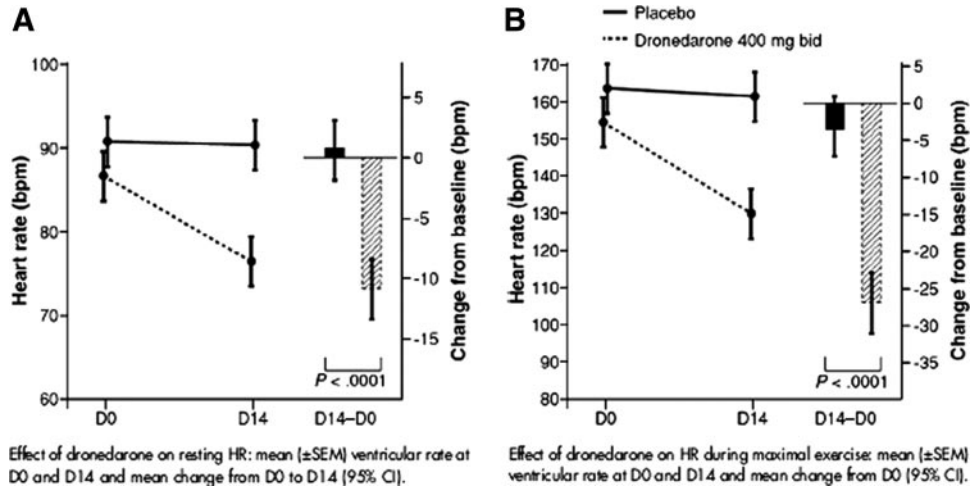 A
100
90
80
70
60
Heart rate (bpm)
5
0
-5
-10
-15
Change from baseline (bpm)
P < .0001
D0
D14
D14–D0
Effect of dronedarone on resting HR: mean (±SEM) ventricular rate at
D0 and D14 and mean change from D0 to D14 (95% CI).
B
Placebo
Dronedarone 400 mg bid
170
160
150
140
130
120
110
100
90
80
Heart rate (bpm)
5
0
-5
-10
-15
-20
-25
-30
-35
Change from baseline (bpm)
P < .0001
D0
D14
D14–D0
Effect of dronedarone on HR during maximal exercise: mean (±SEM)
ventricular rate at D0 and D14 and mean change from D0 (95% CI).